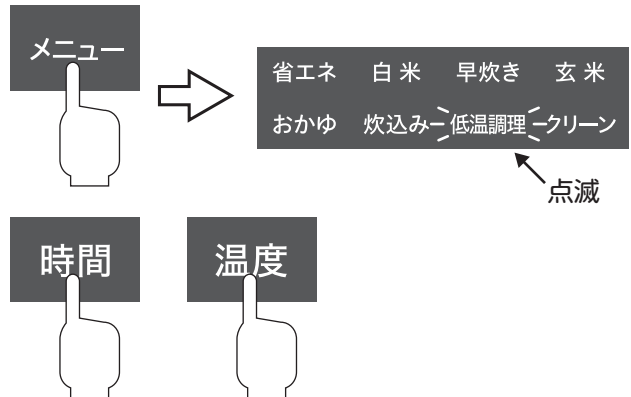 メニュー
省エネ 白米 早炊き 玄米
おかゆ 炊込み 低温調理 クリーン
点滅
時間 温度